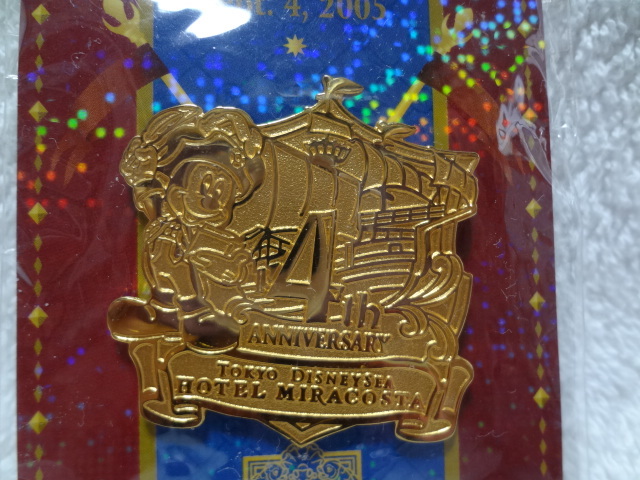 4, 2005
4th
ANNIVERSARY
TOKYO DISNEYSEA
HOTEL MIRACOSTA